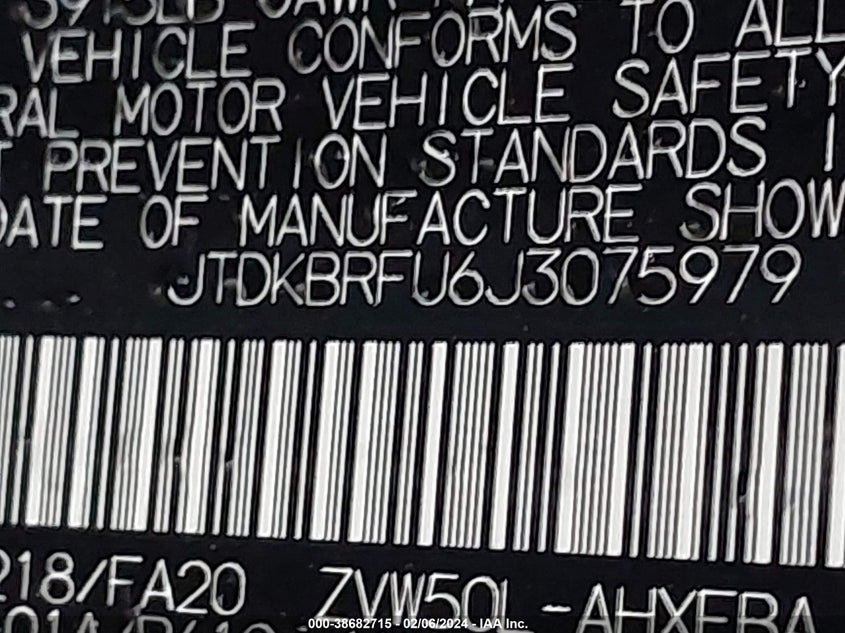 VEHICLE CONFORMS TO ALL
RAL MOTOR VEHICLE SAFETY
T PREVENTION STANDARDS I
DATE OF MANUFACTURE SHOW
JTDKBRFU6J3075979
218/FA20 ZVW50L-AHXEBA
000-38682715 - 02/06/2024 - IAA Inc.